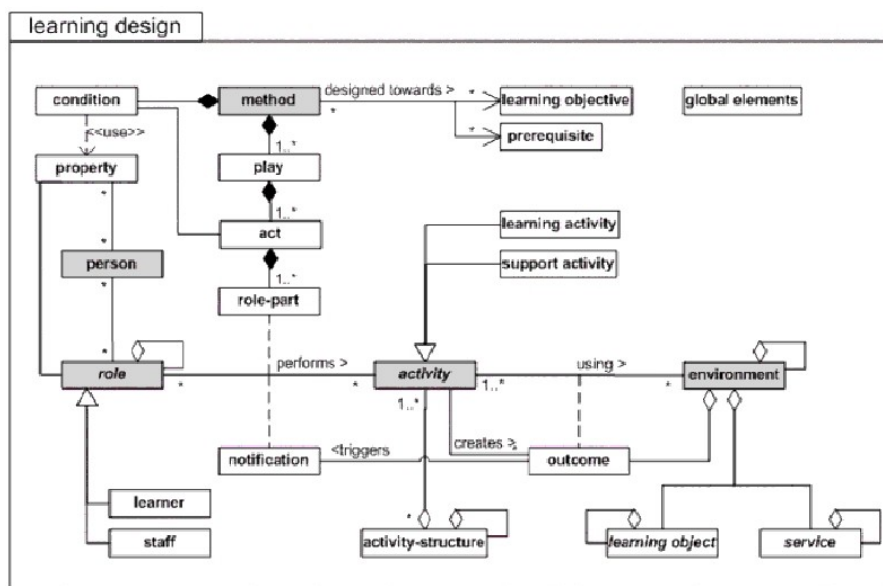 learning design
condition
method
designed towards >
*
*
learning objective
global elements
<<use>>
1..*
*
prerequisite
property
play
*
1..*
learning activity
act
*
person
support activity
*
1..*
role-part
*
performs >
using >
role
activity
environment
*
*
1..*
*
1..*
creates >
*
notification
<triggers
outcome
learner
*
staff
activity-structure
learning object
service